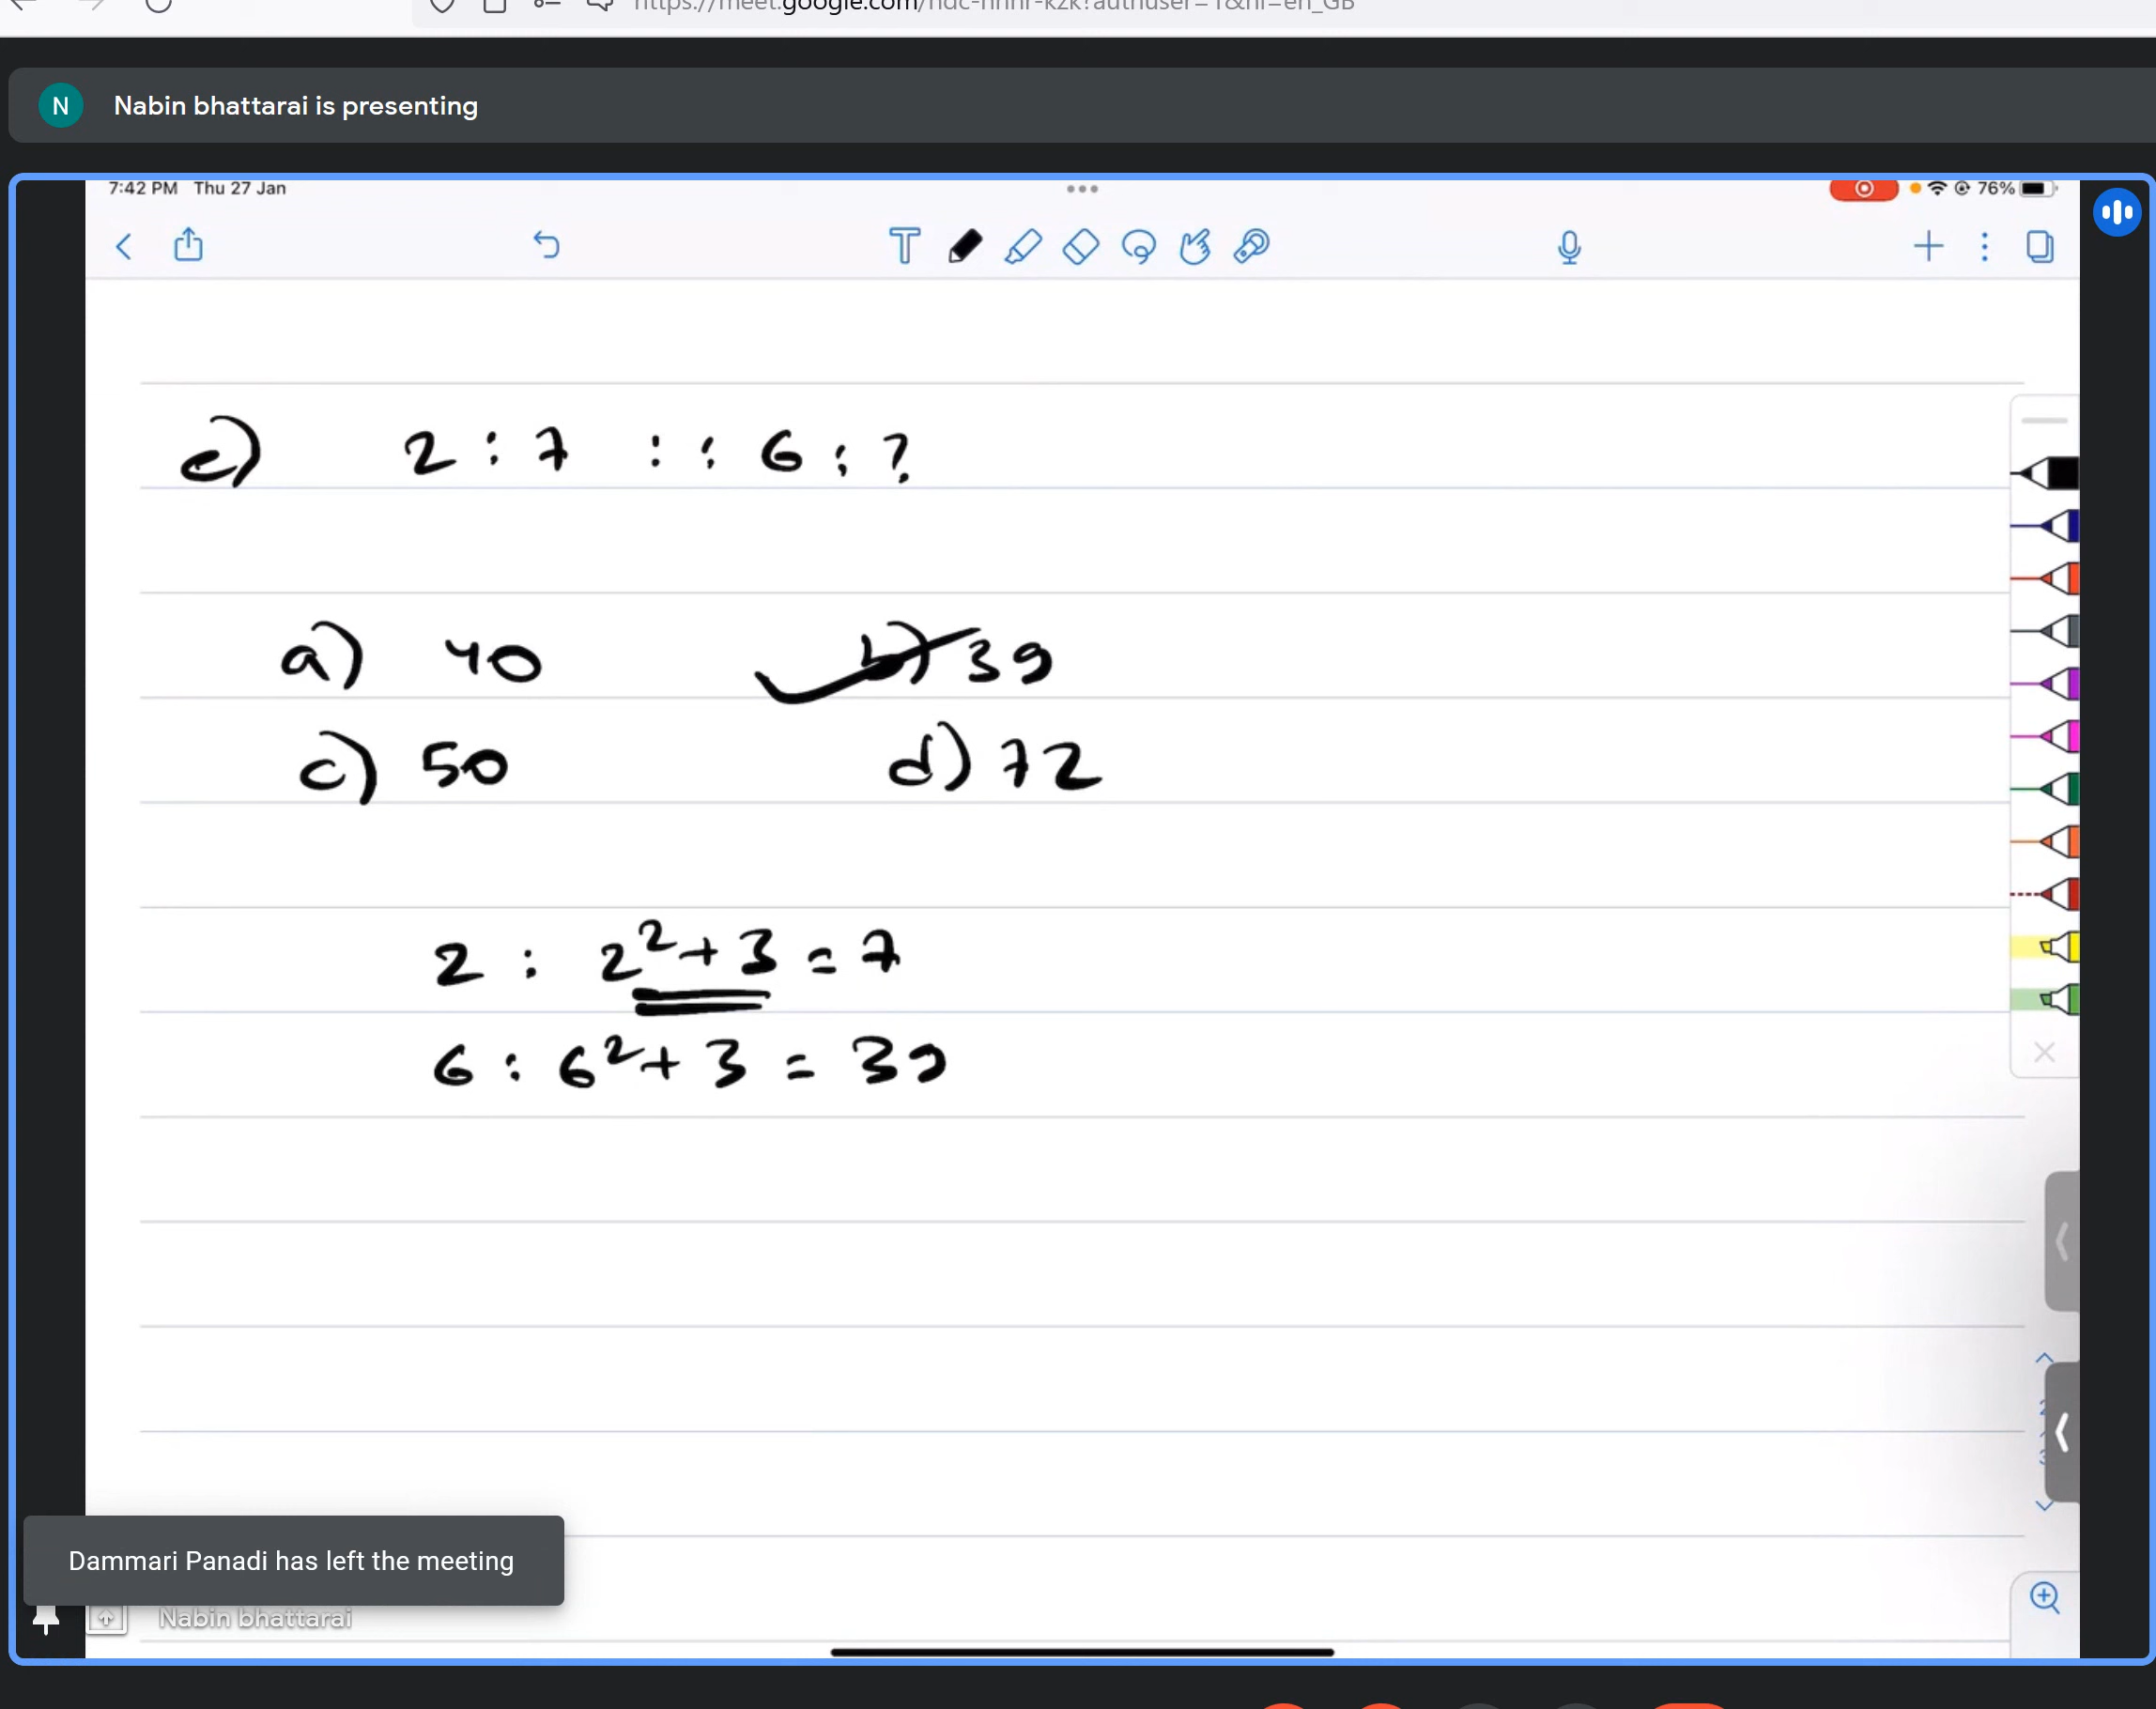 Nabin bhattarai is presenting
N
7:42 PM Thu 27 Jan
76%
T
e) 2 : 7 : : 6 : ?
a) 40 b) 39
c) 50 d) 72
2 : 2² + 3 = 7
6 : 6² + 3 = 39
Dammari Panadi has left the meeting
Nabin bhattarai